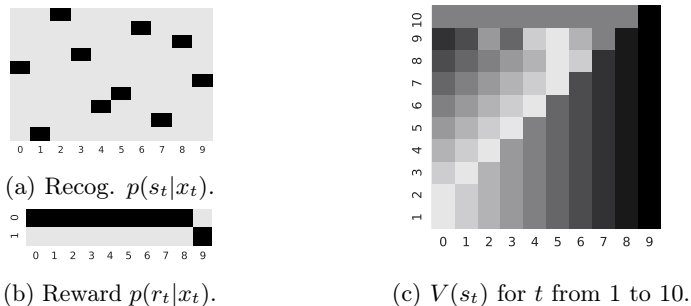 0 1 2 3 4 5 6 7 8 9
(a) Recog. p(s_t|x_t).
0
1
0 1 2 3 4 5 6 7 8 9
(b) Reward p(r_t|x_t).
10
9
8
7
6
5
4
3
2
1
0 1 2 3 4 5 6 7 8 9
(c) V(s_t) for t from 1 to 10.